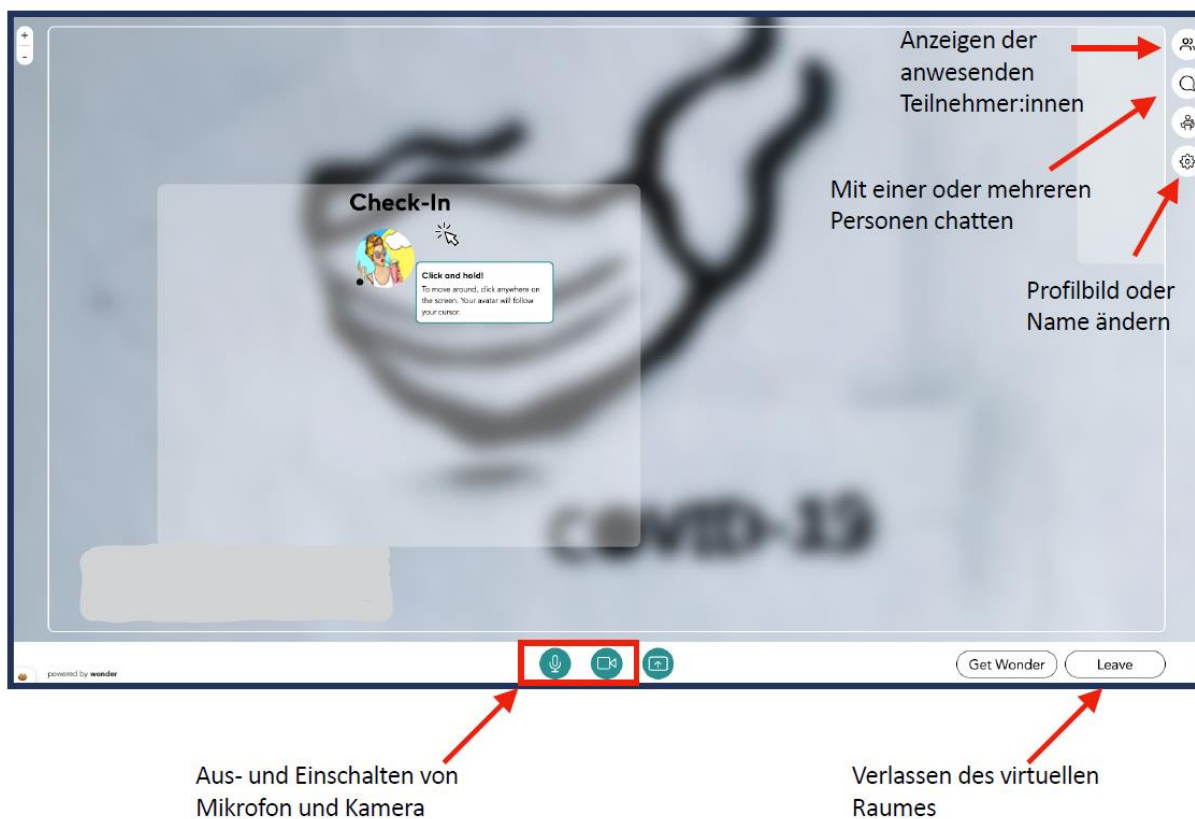 +
-
Anzeigen der
anwesenden
Teilnehmer:innen
Mit einer oder mehreren
Personen chatten
Profilbild oder
Name ändern
Check-In
Click and hold!
To move around, click anywhere on
the screen. Your avatar will follow
your cursor.
COVID-19
powered by wonder
Get Wonder
Leave
Aus- und Einschalten von
Mikrofon und Kamera
Verlassen des virtuellen
Raumes